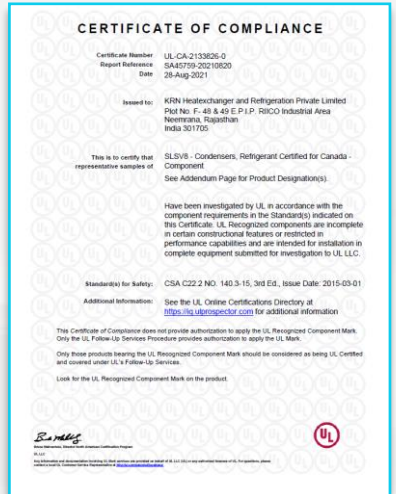 CERTIFICATE OF COMPLIANCE
Certificate Number UL-CA-2133826-0
Report Reference SA45759-20210820
Date 28-Aug-2021
Issued to: KRN Heatexchanger and Refrigeration Private Limited
Plot No. F- 48 & 49 E.P.I.P. RIICO Industrial Area
Neemrana, Rajasthan
India 301705
This is to certify that SLSV8 - Condensers, Refrigerant Certified for Canada -
representative samples of Component
See Addendum Page for Product Designation(s).
Have been investigated by UL in accordance with the
component requirements in the Standard(s) indicated on
this Certificate. UL Recognized components are incomplete
in certain constructional features or restricted in
performance capabilities and are intended for installation in
complete equipment submitted for investigation to UL LLC.
Standard(s) for Safety: CSA C22.2 NO. 140.3-15, 3rd Ed., Issue Date: 2015-03-01
Additional Information: See the UL Online Certifications Directory at
https://iq.ulprospector.com for additional information
This Certificate of Compliance does not provide authorization to apply the UL Recognized Component Mark.
Only the UL Follow-Up Services Procedure provides authorization to apply the UL Mark.
Only those products bearing the UL Recognized Component Mark should be considered as being UL Certified
and covered under UL's Follow-Up Services.
Look for the UL Recognized Component Mark on the product.
UL
UL LLC